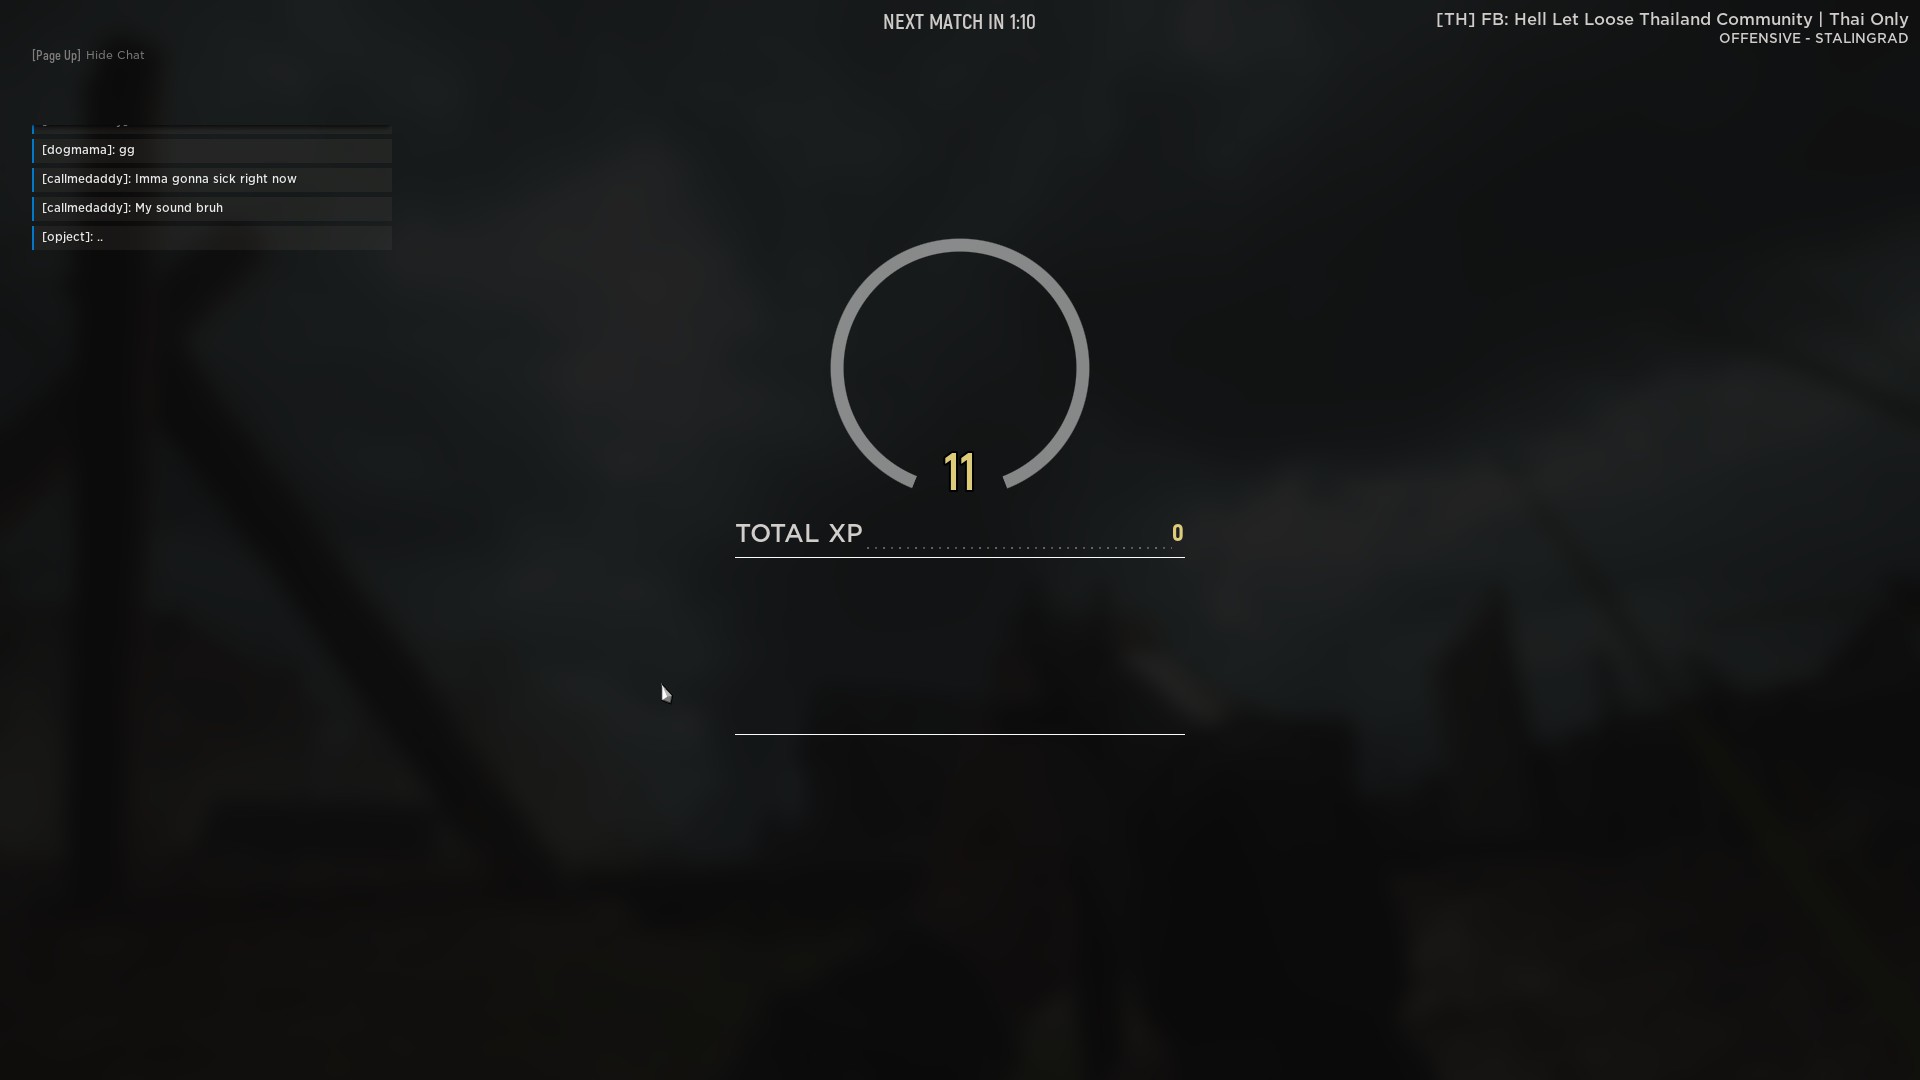 NEXT MATCH IN 1:10
[TH] FB: Hell Let Loose Thailand Community | Thai Only
OFFENSIVE - STALINGRAD
[Page Up] Hide Chat
[dogmama]: gg
[callmedaddy]: Imma gonna sick right now
[callmedaddy]: My sound bruh
[opject]: ..
11
TOTAL XP 0